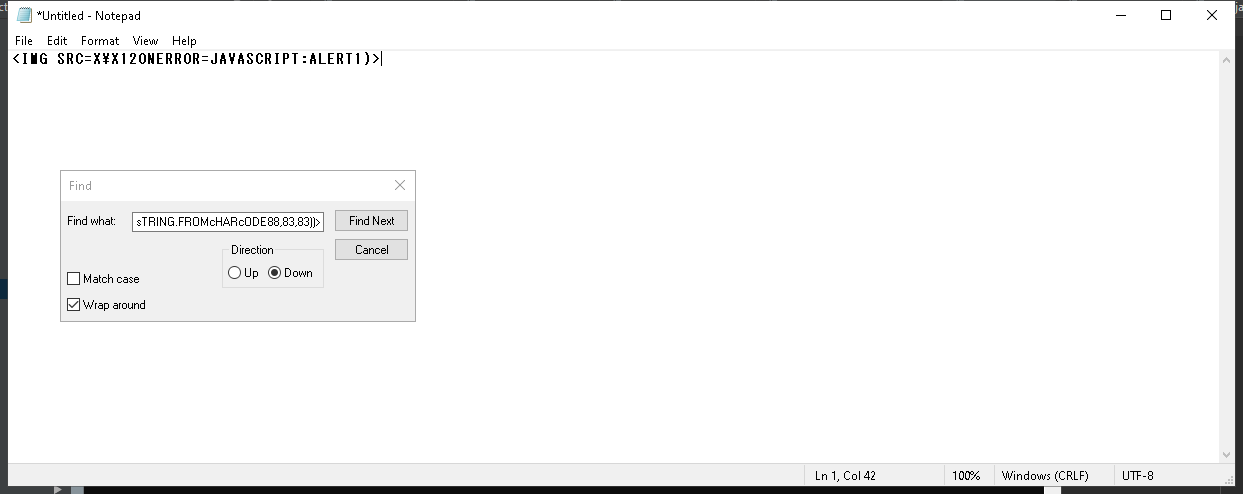 *Untitled - Notepad
File Edit Format View Help
<IMG SRC=X¥X12ONERROR=JAVASCRIPT:ALERT1)>
Find
Find what: sTRING.FROMcHARcODE88,83,83))> Find Next
Direction Cancel
Up Down
Match case
Wrap around
Ln 1, Col 42 100% Windows (CRLF) UTF-8